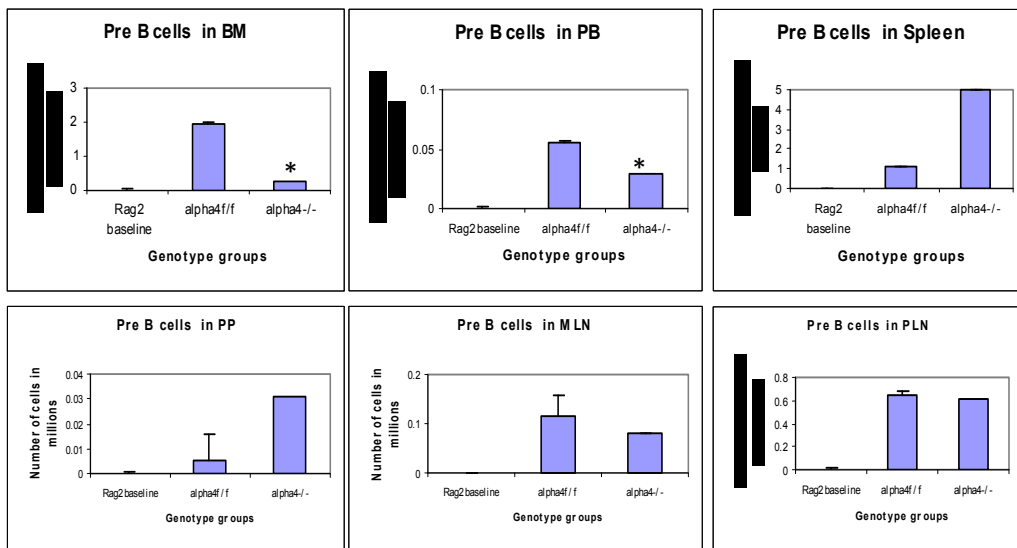 Pre B cells in BM
3
2
1
0
*
Rag2 baseline
alpha4f/f
alpha4-/-
Genotype groups
Pre B cells in PB
0.1
0.05
0
*
Rag2 baseline
alpha4f/f
alpha4-/-
Genotype groups
Pre B cells in Spleen
5
4
3
2
1
0
Rag2 baseline
alpha4f/f
alpha4-/-
Genotype groups
Pre B cells in PP
Number of cells in millions
0.04
0.03
0.02
0.01
0
Rag2 baseline
alpha4f/f
alpha4-/-
Genotype groups
Pre B cells in MLN
Number of cells in millions
0.2
0.1
0
Rag2 baseline
alpha4f/f
alpha4-/-
Genotype groups
Pre B cells in PLN
0.8
0.6
0.4
0.2
0
Rag2 baseline
alpha4f/f
alpha4-/-
Genotype groups